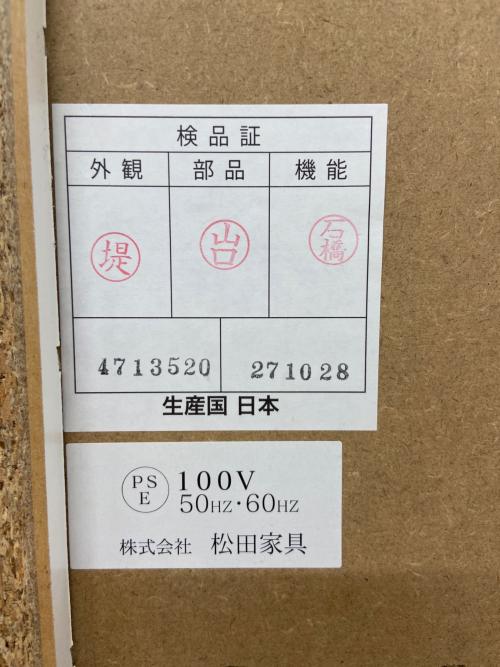 検品証
外観 部品 機能
堤 山口 石橋
4713520 271028
生産国 日本
PSE 100V
50HZ・60HZ
株式会社 松田家具